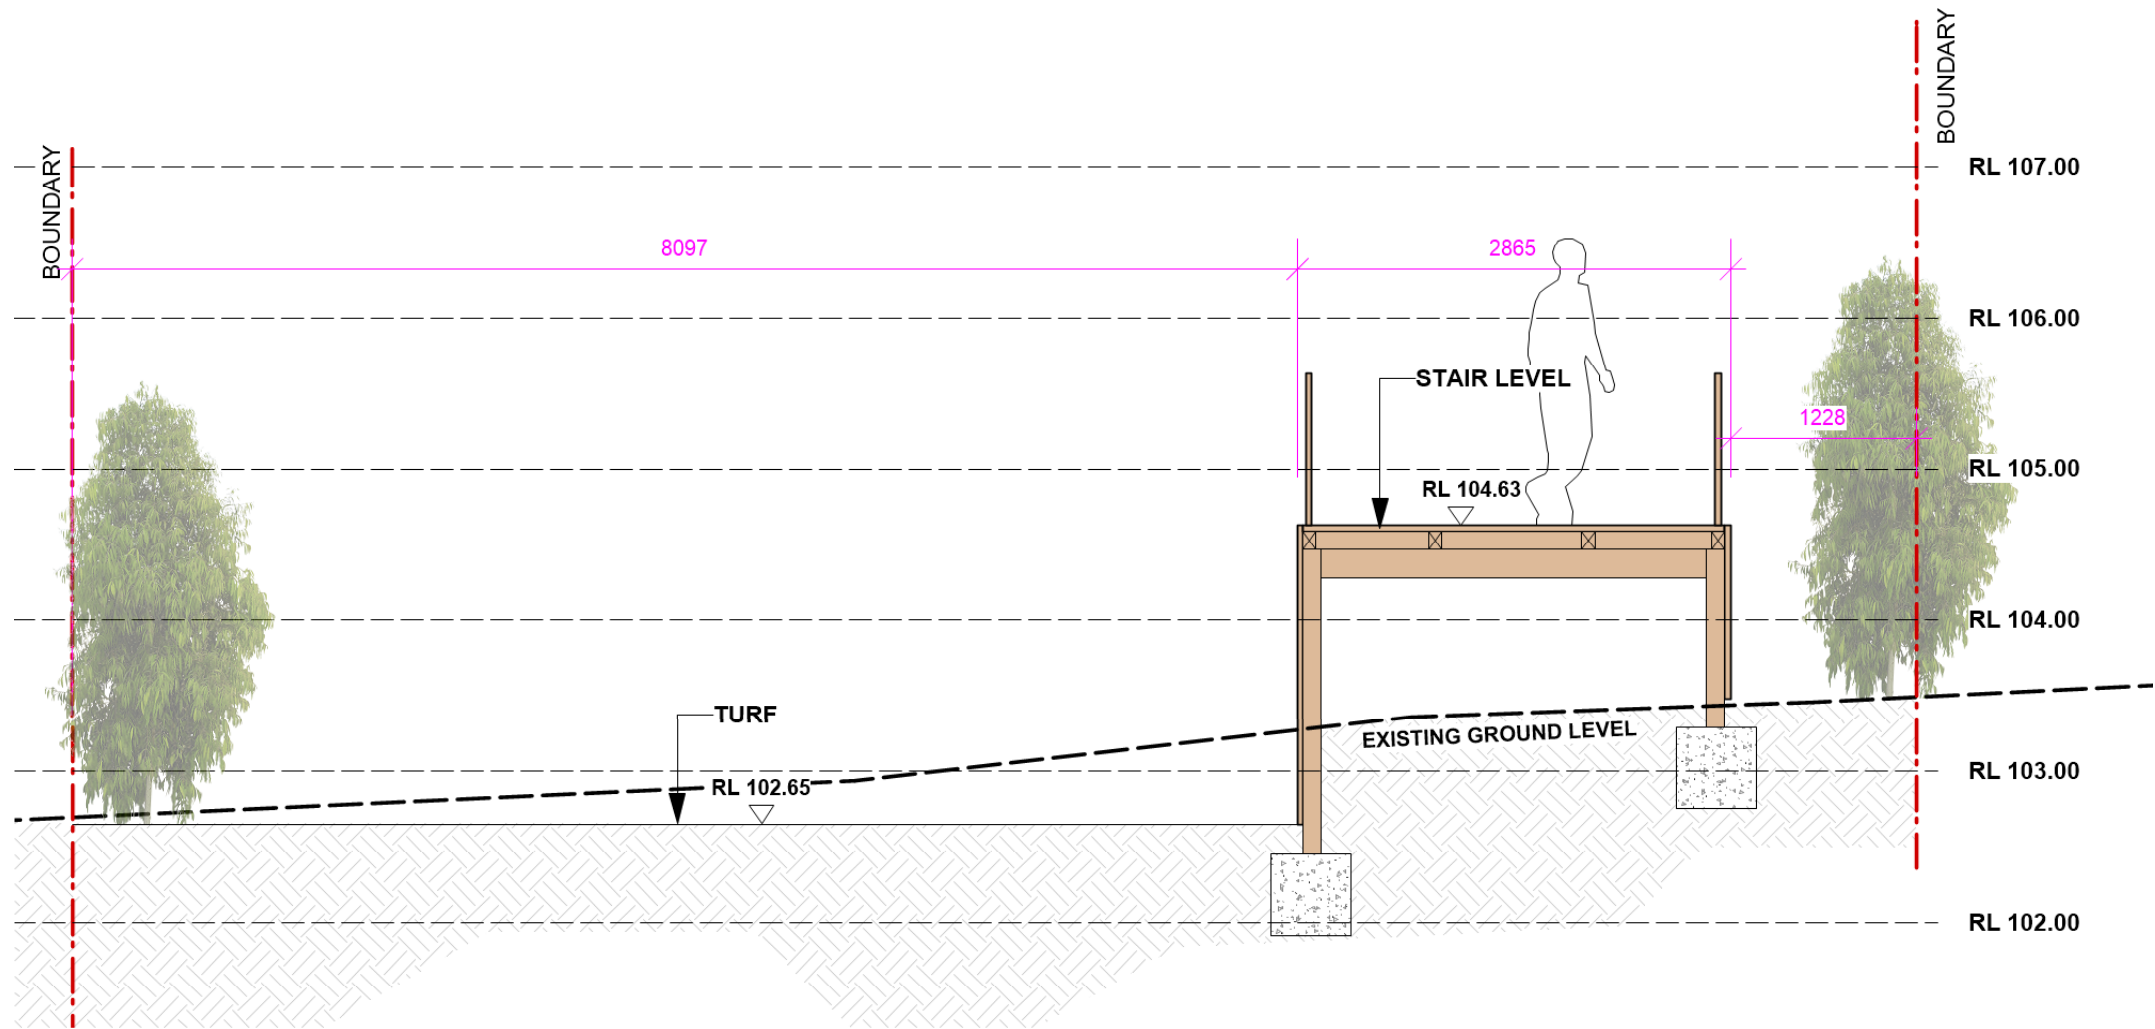 BOUNDARY
BOUNDARY
RL 107.00
8097
2865
RL 106.00
STAIR LEVEL
1228
RL 105.00
RL 104.63
RL 104.00
TURF
EXISTING GROUND LEVEL
RL 103.00
RL 102.65
RL 102.00